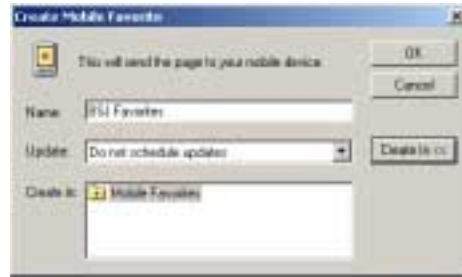 Create Mobile Favorite
This will send the page to your mobile device.
OK
Cancel
Name:
Favorites
Update:
Do not schedule updates
Create In <<
Create in:
Mobile Favorites